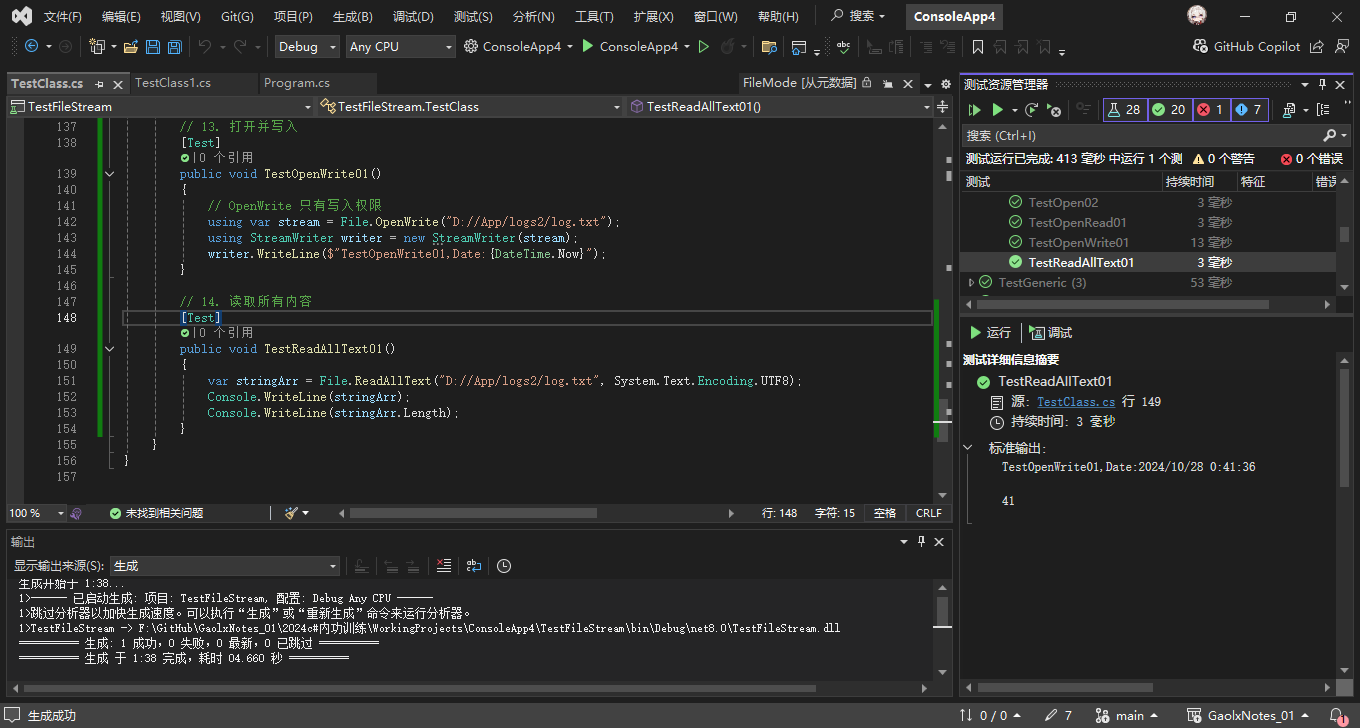 文件(F) 编辑(E) 视图(V) Git(G) 项目(P) 生成(B) 调试(D) 测试(S) 分析(N) 工具(T) 扩展(X) 窗口(W) 帮助(H) 搜索 ConsoleApp4
Debug Any CPU ConsoleApp4 ConsoleApp4 GitHub Copilot
TestClass.cs TestClass1.cs Program.cs FileMode [从元数据]
TestFileStream TestFileStream.TestClass TestReadAllText01()
137 // 13. 打开并写入
138 [Test]
0 个引用
139 public void TestOpenWrite01()
140 {
141 // OpenWrite 只有写入权限
142 using var stream = File.OpenWrite("D://App/logs2/log.txt");
143 using StreamWriter writer = new StreamWriter(stream);
144 writer.WriteLine($"TestOpenWrite01,Date:{DateTime.Now}");
145 }
146
147 // 14. 读取所有内容
148 [Test]
0 个引用
149 public void TestReadAllText01()
150 {
151 var stringArr = File.ReadAllText("D://App/logs2/log.txt", System.Text.Encoding.UTF8);
152 Console.WriteLine(stringArr);
153 Console.WriteLine(stringArr.Length);
154 }
155 }
156 }
157
100 % 未找到相关问题 行: 148 字符: 15 空格 CRLF
输出
显示输出来源(S): 生成
生成开始于 1:38...
1>------ 已启动生成: 项目: TestFileStream, 配置: Debug Any CPU ------
1>跳过分析器以加快生成速度。可以执行“生成”或“重新生成”命令来运行分析器。
1>TestFileStream -> F:\GitHub\GaolxNotes_01\2024c#内功训练\WorkingProjects\ConsoleApp4\TestFileStream\bin\Debug\net8.0\TestFileStream.dll
========== 生成: 1 成功，0 失败，0 最新，0 已跳过 ==========
========== 生成 于 1:38 完成，耗时 04.660 秒 ==========
测试资源管理器
28 20 1 7
搜索 (Ctrl+I)
测试运行已完成: 413 毫秒 中运行 1 个测 0 个警告 0 个错误
测试 持续时间 特征 错误
TestOpen02 3 毫秒
TestOpenRead01 3 毫秒
TestOpenWrite01 13 毫秒
TestReadAllText01 3 毫秒
TestGeneric (3) 53 毫秒
运行 调试
测试详细信息摘要
TestReadAllText01
源: TestClass.cs 行 149
持续时间: 3 毫秒
标准输出:
TestOpenWrite01,Date:2024/10/28 0:41:36
41
生成成功 0 / 0 7 main GaolxNotes_01 1